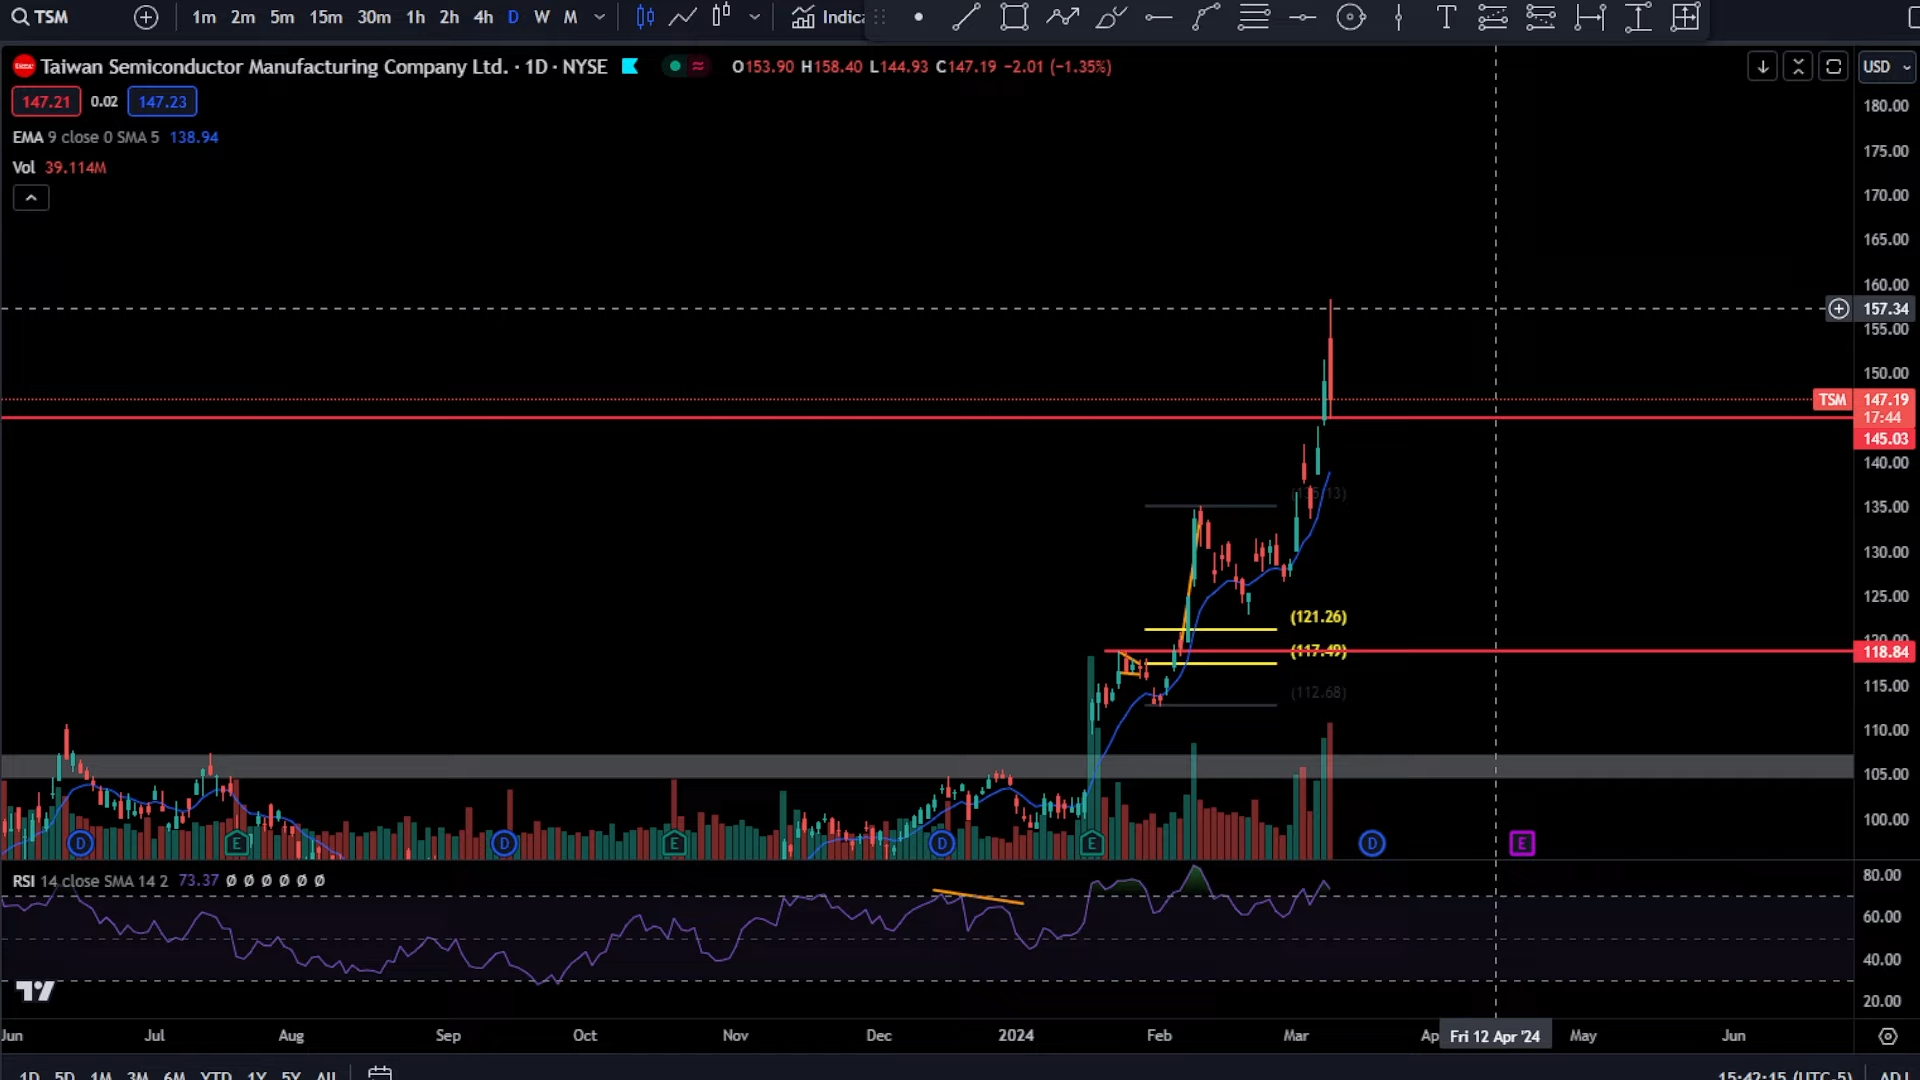 TSM 1m 2m 5m 15m 30m 1h 2h 4h D W M Indica
Taiwan Semiconductor Manufacturing Company Ltd. · 1D · NYSE O153.90 H158.40 L144.93 C147.19 −2.01 (−1.35%) USD
147.21 0.02 147.23
EMA 9 close 0 SMA 5 138.94
Vol 39.114M
180.00
175.00
170.00
165.00
160.00
157.34
155.00
150.00
TSM 147.19
17:44
145.03
140.00
135.00
130.00
125.00
(121.26)
120.00
(117.49) 118.84
115.00
(112.68)
110.00
105.00
100.00
D E D E D E D E
RSI 14 close SMA 14 2 73.37 Ø Ø Ø Ø Ø Ø
80.00
60.00
40.00
20.00
Jun Jul Aug Sep Oct Nov Dec 2024 Feb Mar Ap Fri 12 Apr '24 May Jun
1D 5D 1M 3M 6M YTD 1Y 5Y All 15:42:15 (UTC-5) ADJ